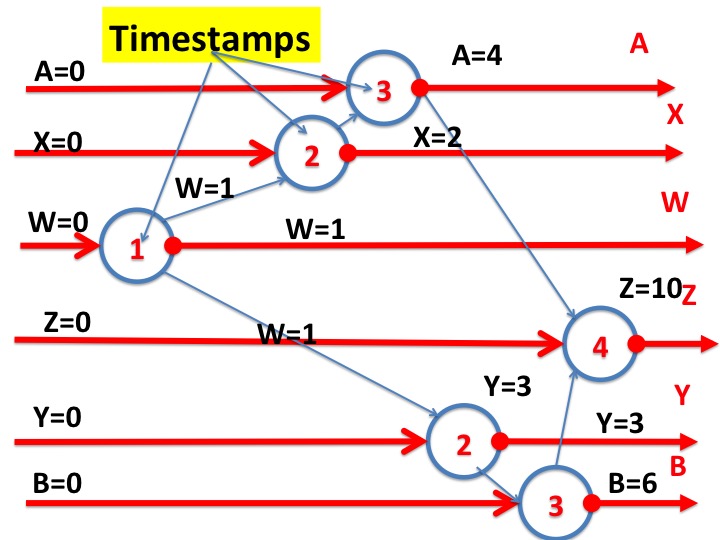 Timestamps
A=0
3
A=4
A
X=0
2
X=2
X
W=1
W=0
1
W=1
W
Z=0
W=1
4
Z=10
Z
Y=0
2
Y=3
Y=3
Y
B=0
3
B=6
B